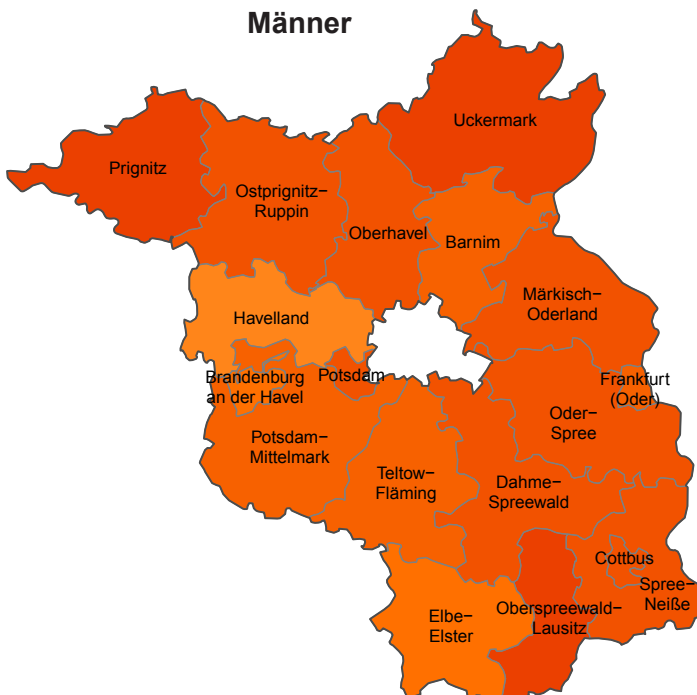 Männer
Uckermark
Prignitz
Ostprignitz−
Ruppin
Oberhavel
Barnim
Havelland
Märkisch−
Oderland
Brandenburg
an der Havel
Potsdam
Frankfurt
(Oder)
Oder-
Spree
Potsdam−
Mittelmark
Teltow−
Fläming
Dahme-
Spreewald
Cottbus
Spree−
Neiße
Elbe−
Elster
Oberspreewald−
Lausitz